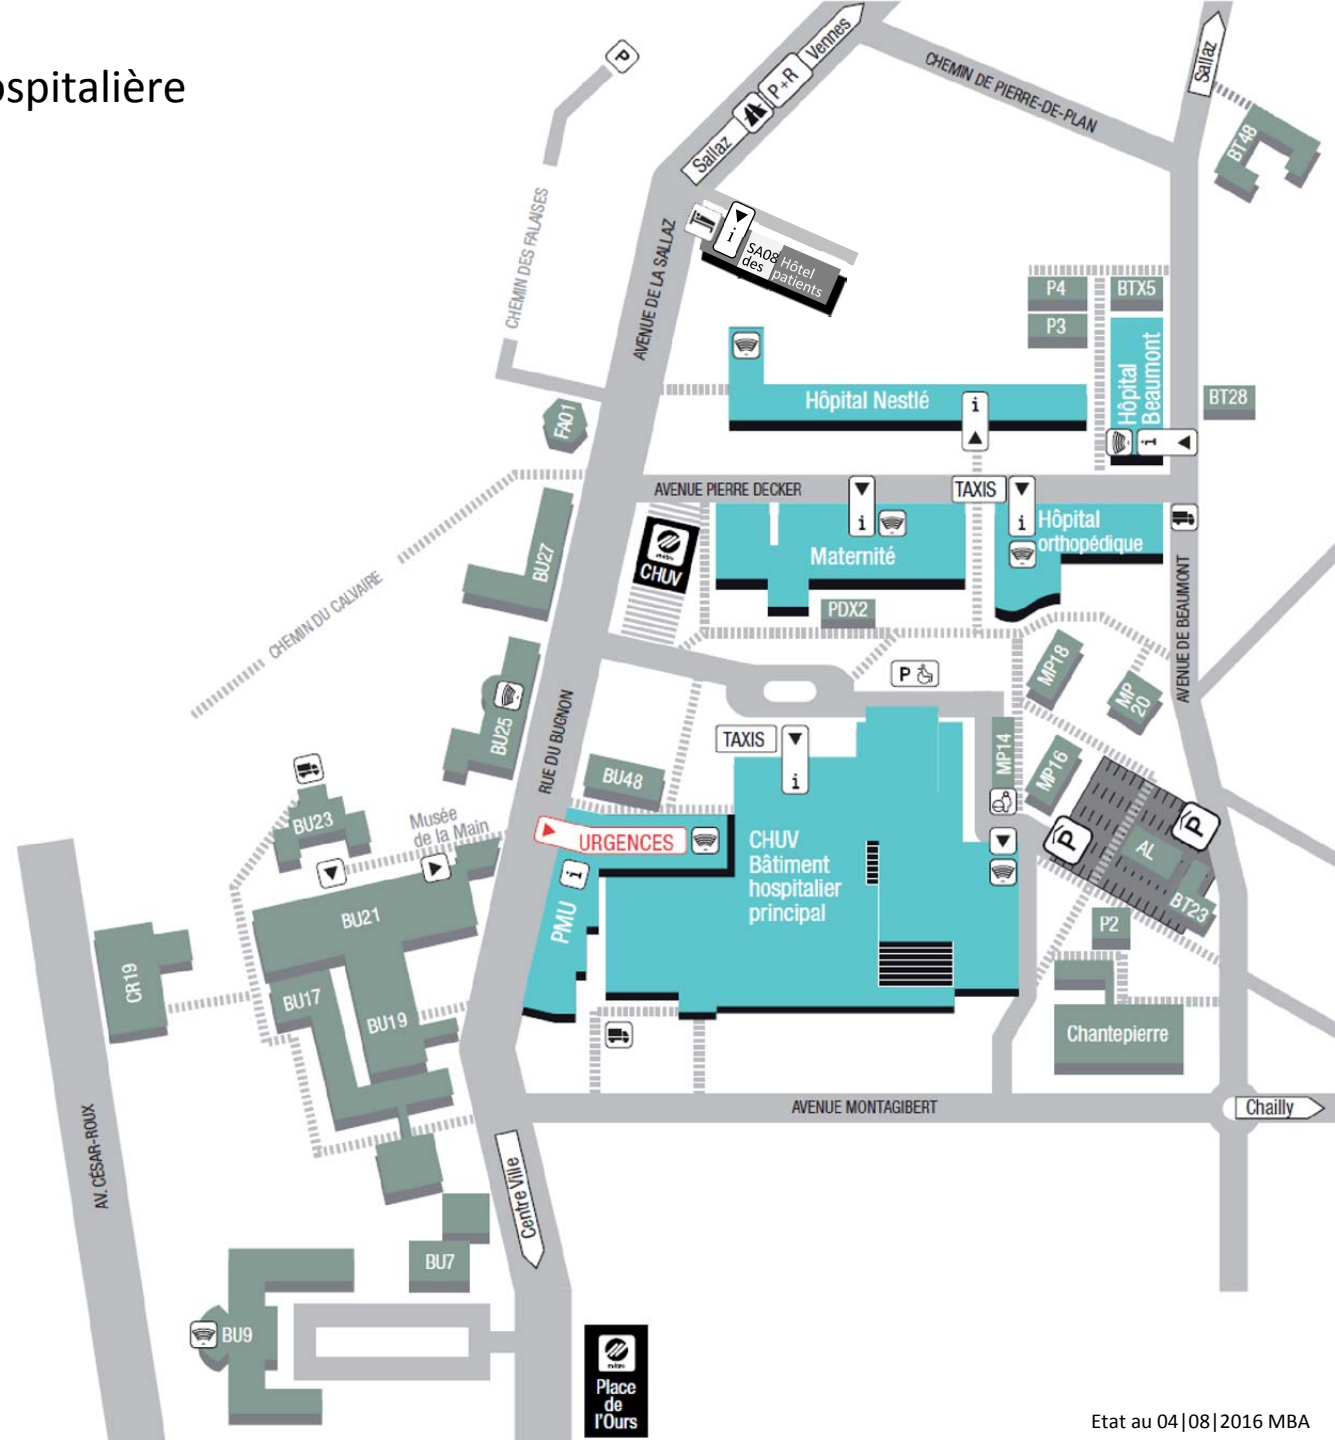 ospitalière
P
Sallaz
P+R
Vennes
CHEMIN DE PIERRE-DE-PLAN
Sallaz
BT48
CHEMIN DES FALAISES
AVENUE DE LA SALLAZ
i
SA08 Hôtel
des patients
P4
BTX5
P3
Hôpital
Beaumont
i
BT28
Hôpital Nestlé
i
FA01
AVENUE PIERRE DECKER
TAXIS
i
i
Hôpital
orthopédique
Maternité
métro
CHUV
BU27
PDX2
CHEMIN DU CALVAIRE
AVENUE DE BEAUMONT
MP18
MP
20
P
BU25
RUE DU BUGNON
TAXIS
i
MP14
MP16
BU48
BU23
Musée
de la Main
URGENCES
i
PMU
CHUV
Bâtiment
hospitalier
principal
P
P
AL
BT23
P2
BU21
CR19
BU17
BU19
Chantepierre
AVENUE MONTAGIBERT
Chailly
AV. CÉSAR-ROUX
Centre Ville
BU7
BU9
métro
Place
de
l'Ours
Etat au 04|08|2016 MBA